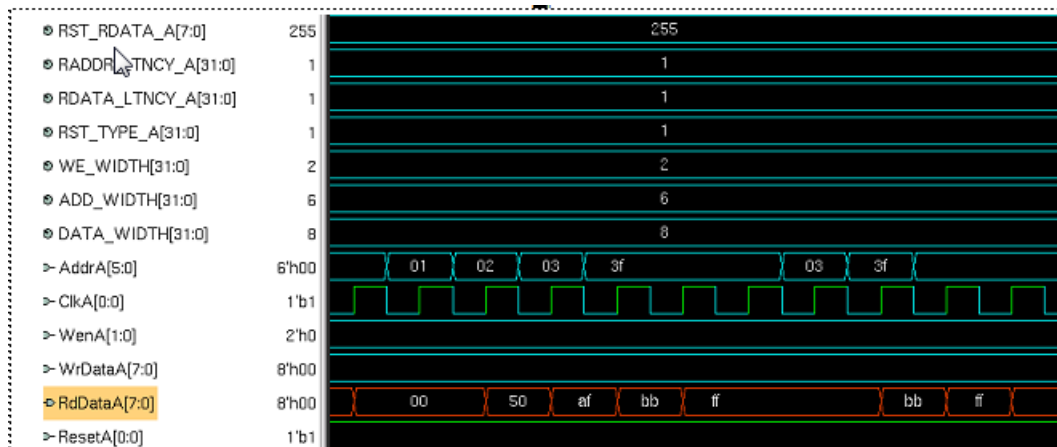 RST_RDATA_A[7:0] 255 255
RADDR TNCY_A[31:0] 1 1
RDATA_LTNCY_A[31:0] 1 1
RST_TYPE_A[31:0] 1 1
WE_WIDTH[31:0] 2 2
ADD_WIDTH[31:0] 6 6
DATA_WIDTH[31:0] 8 8
AddrA[5:0] 6'h00 01 02 03 3f 03 3f
ClkA[0:0] 1'b1
WenA[1:0] 2'h0
WrDataA[7:0] 8'h00
RdDataA[7:0] 8'h00 00 50 af bb ff bb ff
ResetA[0:0] 1'b1